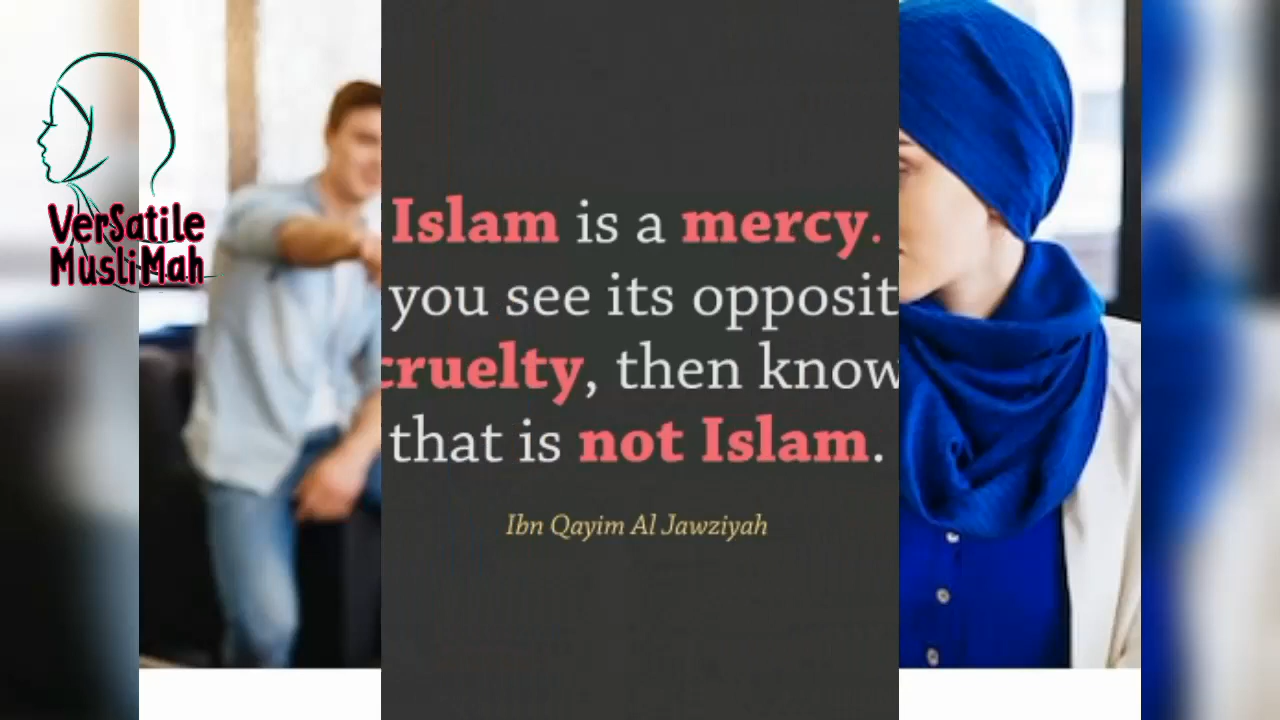 VerSatile
MusliMah
Islam is a mercy.
you see its opposit
cruelty, then know
that is not Islam.
Ibn Qayim Al Jawziyah